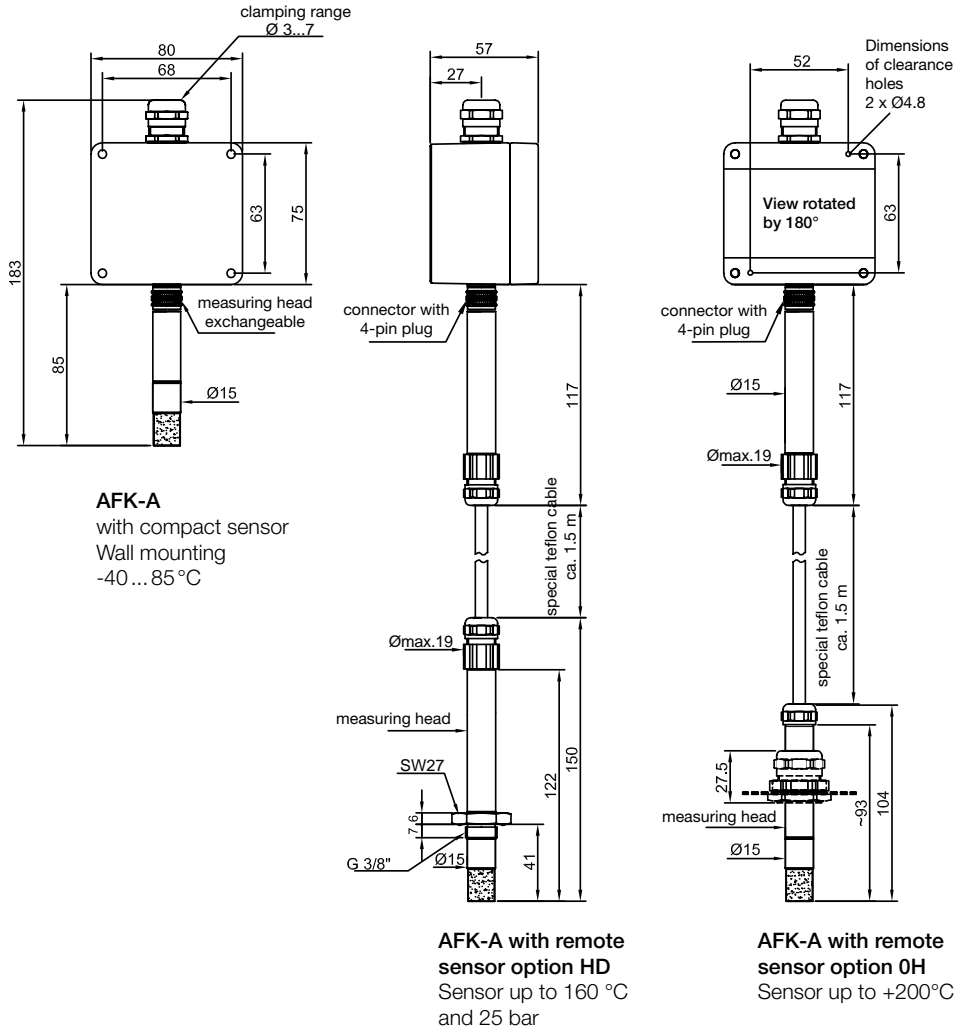 clamping range
Ø 3...7
80
68
183
63
75
85
measuring head
exchangeable
Ø15
AFK-A
with compact sensor
Wall mounting
-40...85°C
57
27
connector with
4-pin plug
117
special teflon cable
ca. 1.5 m
Ømax.19
measuring head
SW27
6
7
G 3/8"
Ø15
41
122
150
AFK-A with remote
sensor option HD
Sensor up to 160 °C
and 25 bar
52
Dimensions
of clearance
holes
2 x Ø4.8
View rotated
by 180°
63
connector with
4-pin plug
Ø15
117
Ømax.19
special teflon cable
ca. 1.5 m
27.5
measuring head
Ø15
~93
104
AFK-A with remote
sensor option 0H
Sensor up to +200°C